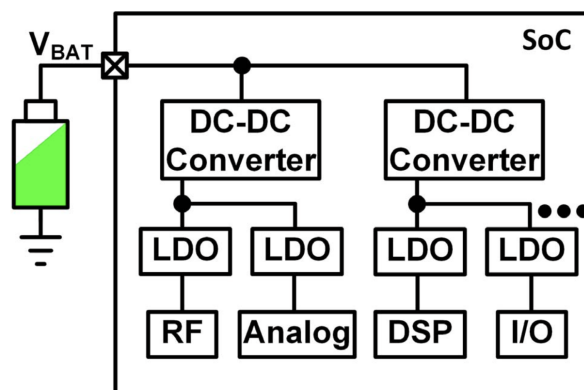 SoC
VBAT
DC-DC
Converter
DC-DC
Converter
LDO
LDO
LDO
LDO
RF
Analog
DSP
I/O